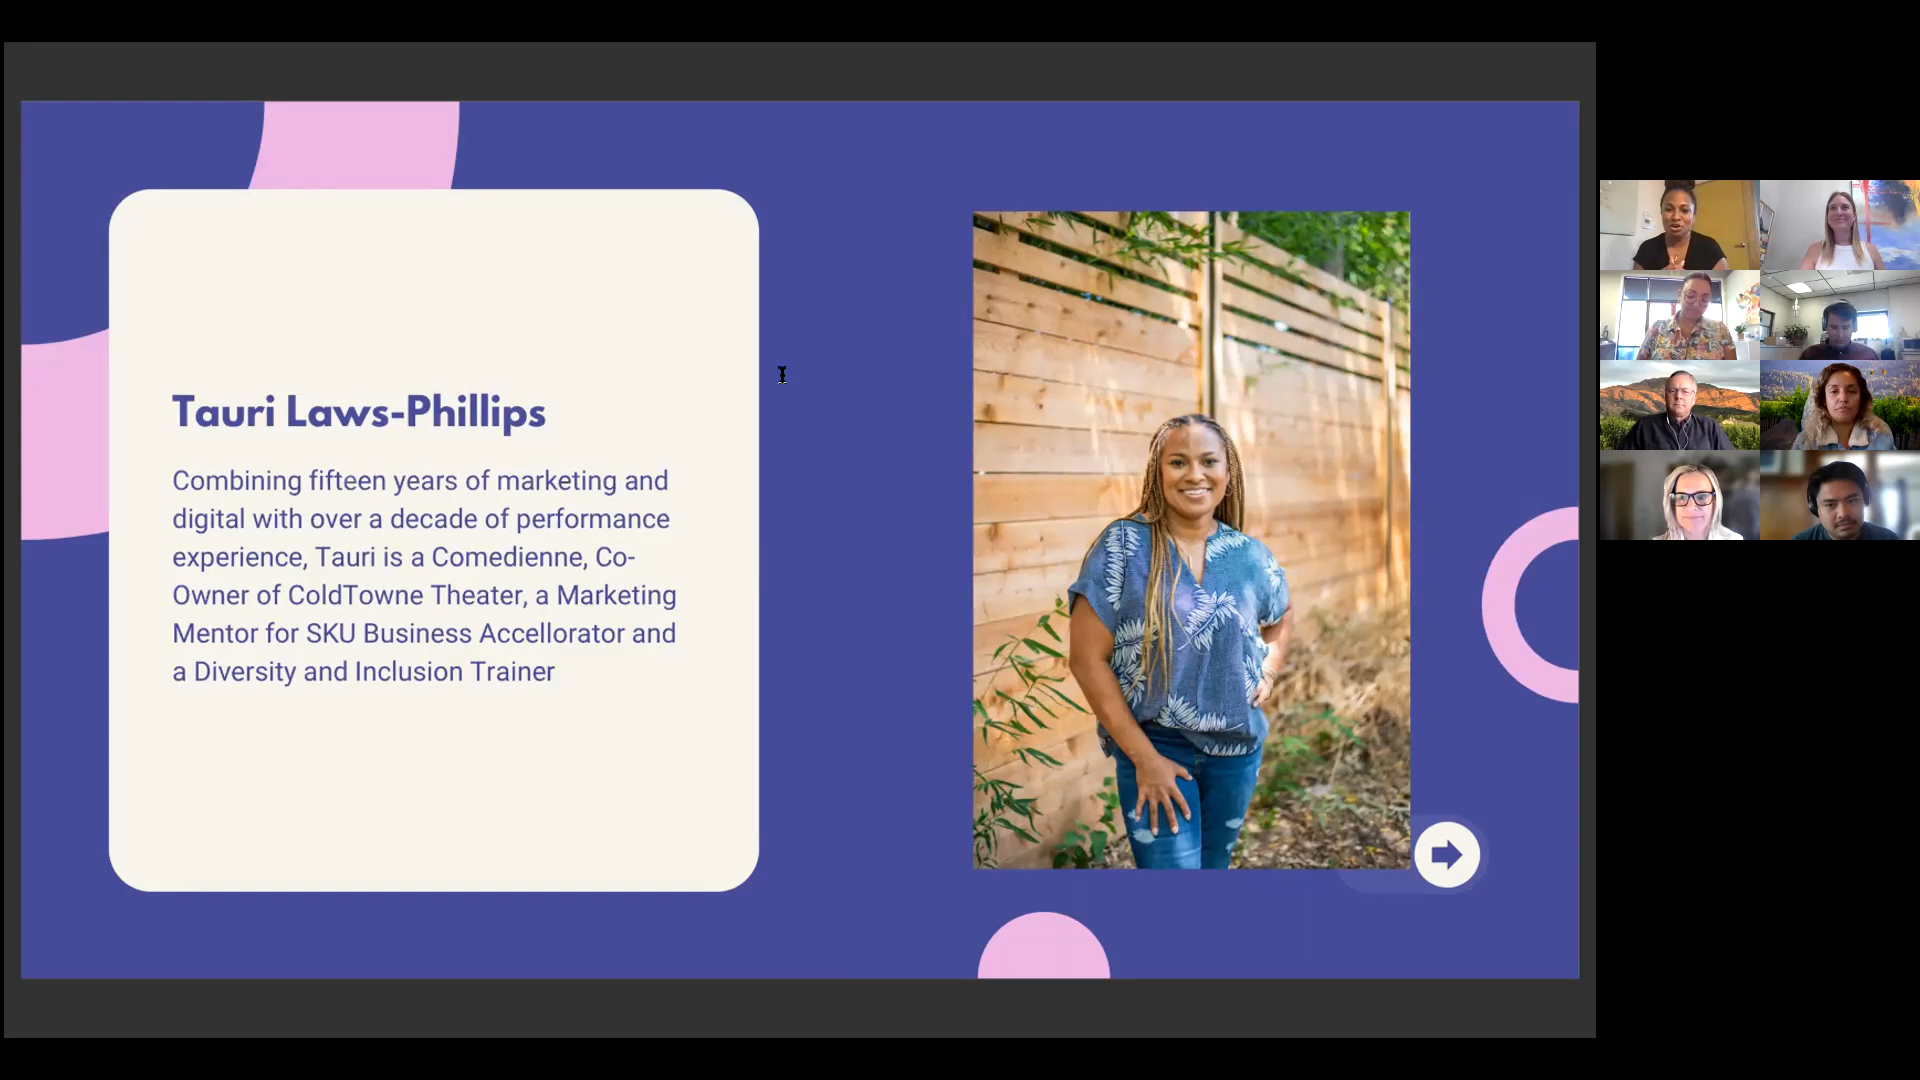 Tauri Laws-Phillips
Combining fifteen years of marketing and
digital with over a decade of performance
experience, Tauri is a Comedienne, Co-
Owner of ColdTowne Theater, a Marketing
Mentor for SKU Business Accellorator and
a Diversity and Inclusion Trainer